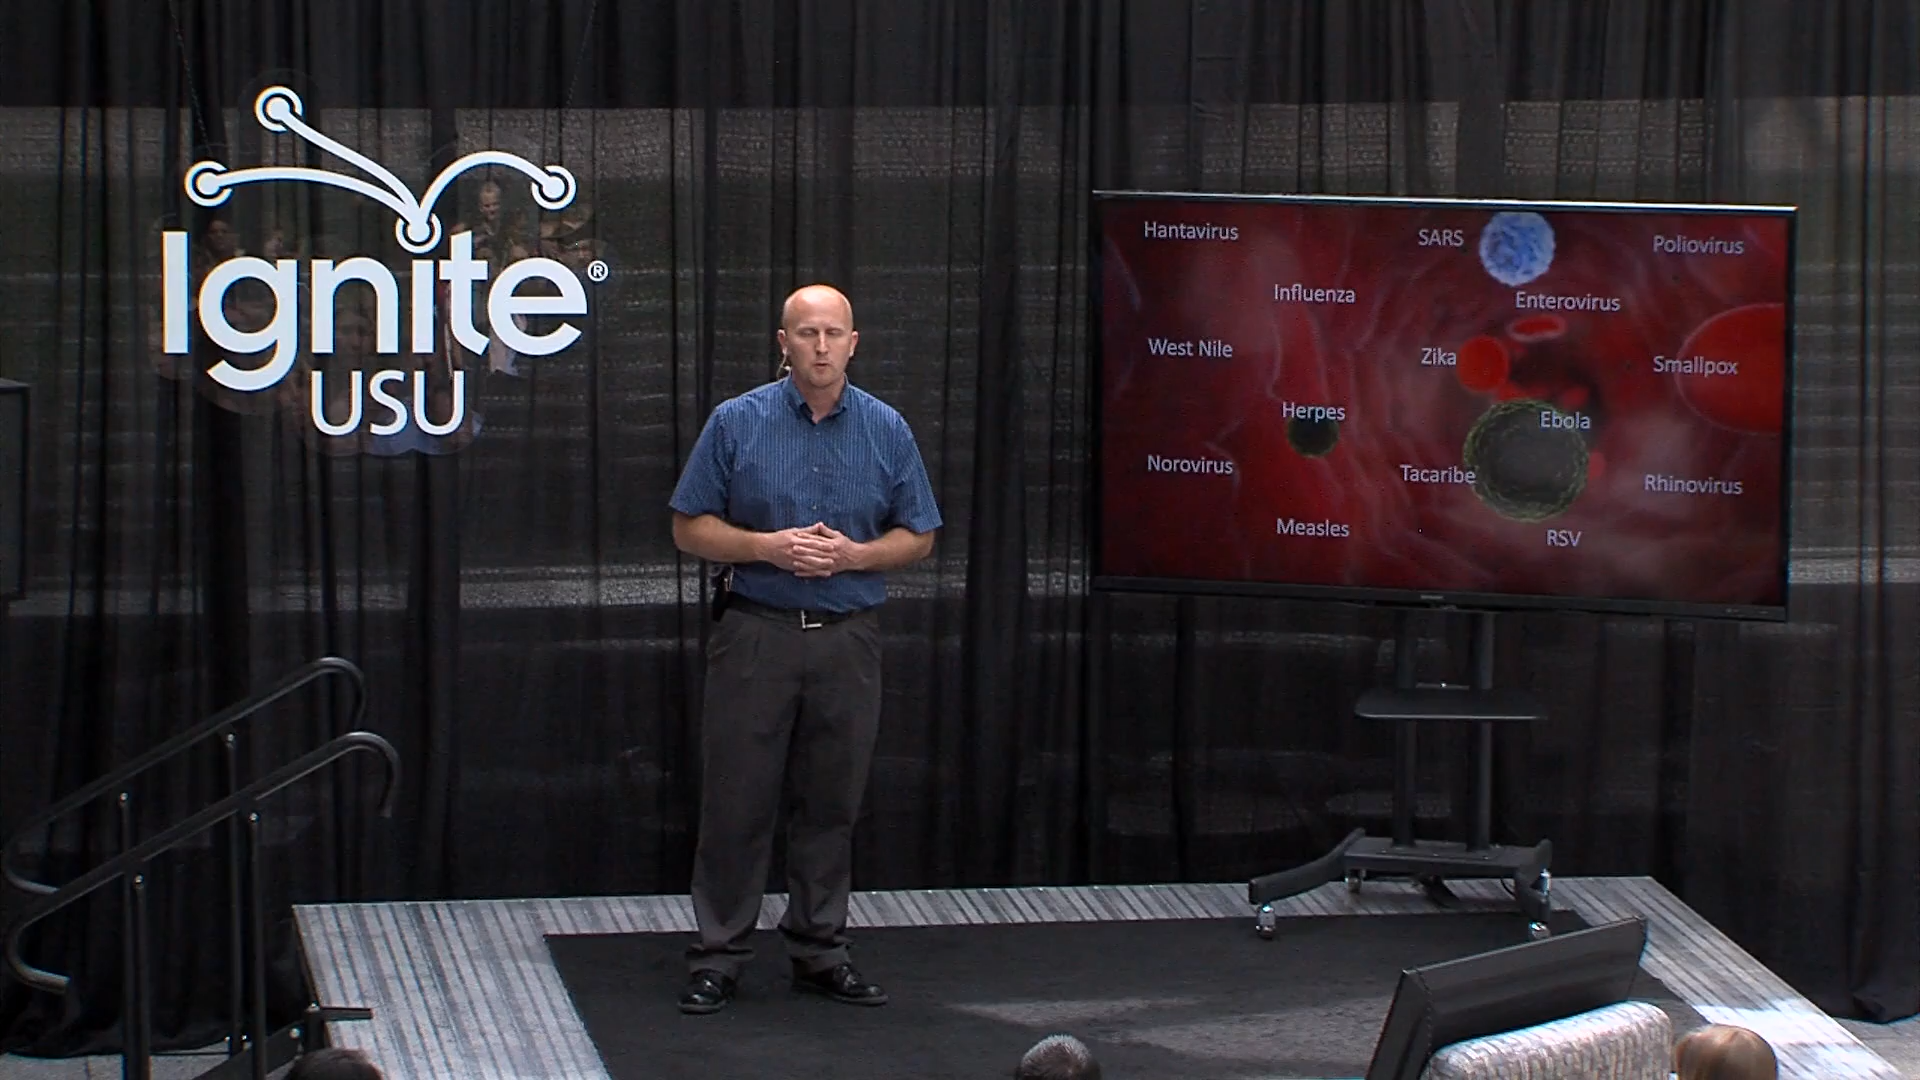 Ignite®
USU
Hantavirus
SARS
Poliovirus
Influenza
Enterovirus
West Nile
Zika
Smallpox
Herpes
Ebola
Norovirus
Tacaribe
Rhinovirus
Measles
RSV